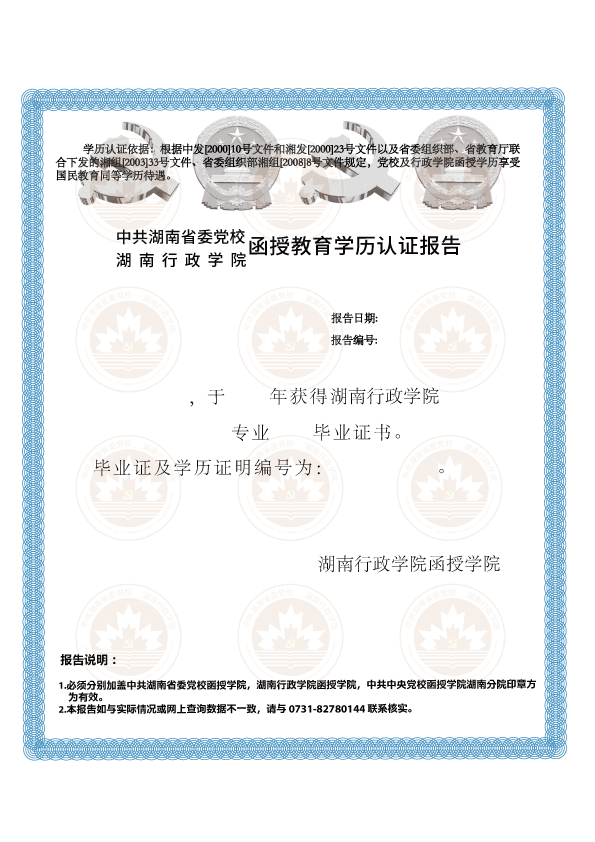 学历认证依据：根据中发[2000]10号文件和湘发[2000]23号文件以及省委组织部、省教育厅联
合下发的湘组[2003]33号文件、省委组织部湘组[2008]8号文件规定，党校及行政学院函授学历享受
国民教育同等学历待遇。
中共湖南省委党校
湖南行政学院
函授教育学历认证报告
报告日期:
报告编号:
，于 年获得湖南行政学院
专业 毕业证书。
毕业证及学历证明编号为： 。
湖南行政学院函授学院
报告说明：
1.必须分别加盖中共湖南省委党校函授学院，湖南行政学院函授学院，中共中央党校函授学院湖南分院印章方
为有效。
2.本报告如与实际情况或网上查询数据不一致，请与 0731-82780144 联系核实。